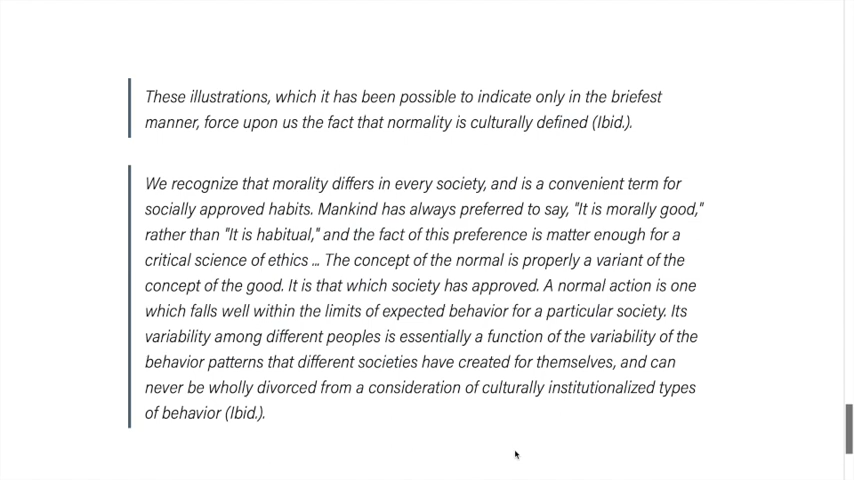 These illustrations, which it has been possible to indicate only in the briefest
manner, force upon us the fact that normality is culturally defined (Ibid.).
We recognize that morality differs in every society, and is a convenient term for
socially approved habits. Mankind has always preferred to say, "It is morally good,"
rather than "It is habitual," and the fact of this preference is matter enough for a
critical science of ethics ... The concept of the normal is properly a variant of the
concept of the good. It is that which society has approved. A normal action is one
which falls well within the limits of expected behavior for a particular society. Its
variability among different peoples is essentially a function of the variability of the
behavior patterns that different societies have created for themselves, and can
never be wholly divorced from a consideration of culturally institutionalized types
of behavior (Ibid.).